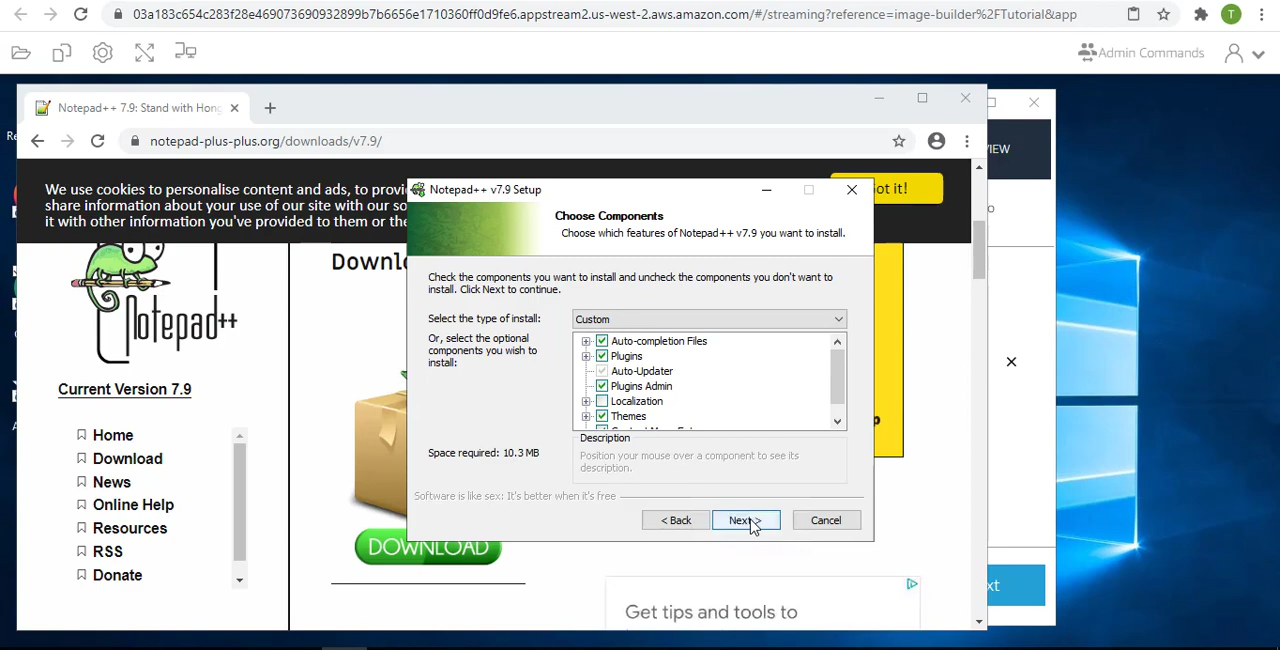 03a183c654c283f28e469073690932899b7b6656e1710360ff0d9fe6.appstream2.us-west-2.aws.amazon.com/#/streaming?reference=image-builder%2FTutorial&app
T
Admin Commands
Notepad++ 7.9: Stand with Hong
notepad-plus-plus.org/downloads/v7.9/
We use cookies to personalise content and ads, to provi
share information about your use of our site with our so
it with other information you've provided to them or the
ot it!
Notepad++ v7.9 Setup
Choose Components
Choose which features of Notepad++ v7.9 you want to install.
Check the components you want to install and uncheck the components you don't want to
install. Click Next to continue.
Select the type of install:
Custom
Or, select the optional
components you wish to
install:
Auto-completion Files
Plugins
Auto-Updater
Plugins Admin
Localization
Themes
Space required: 10.3 MB
Description
Position your mouse over a component to see its
description.
Software is like sex: It's better when it's free
< Back
Next >
Cancel
Notepad++
Current Version 7.9
Home
Download
News
Online Help
Resources
RSS
Donate
Downlo
DOWNLOAD
Get tips and tools to